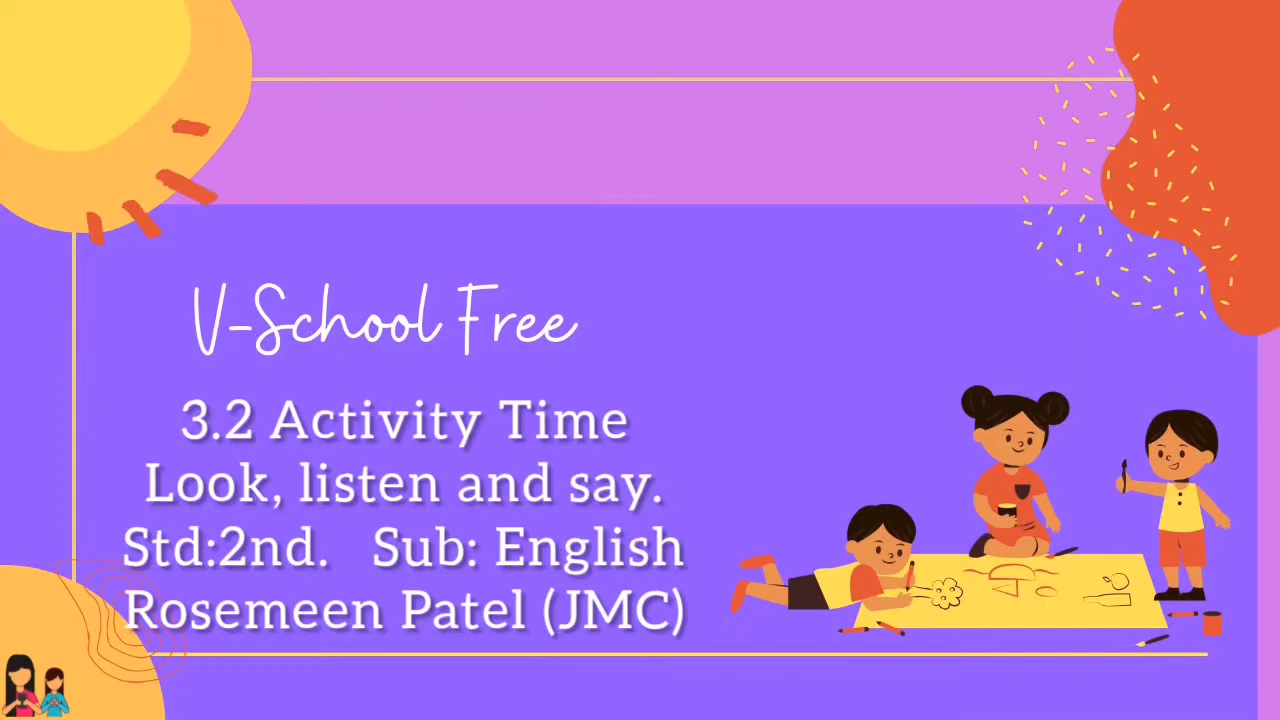 V-School Free
3.2 Activity Time
Look, listen and say.
Std:2nd. Sub: English
Rosemeen Patel (JMC)